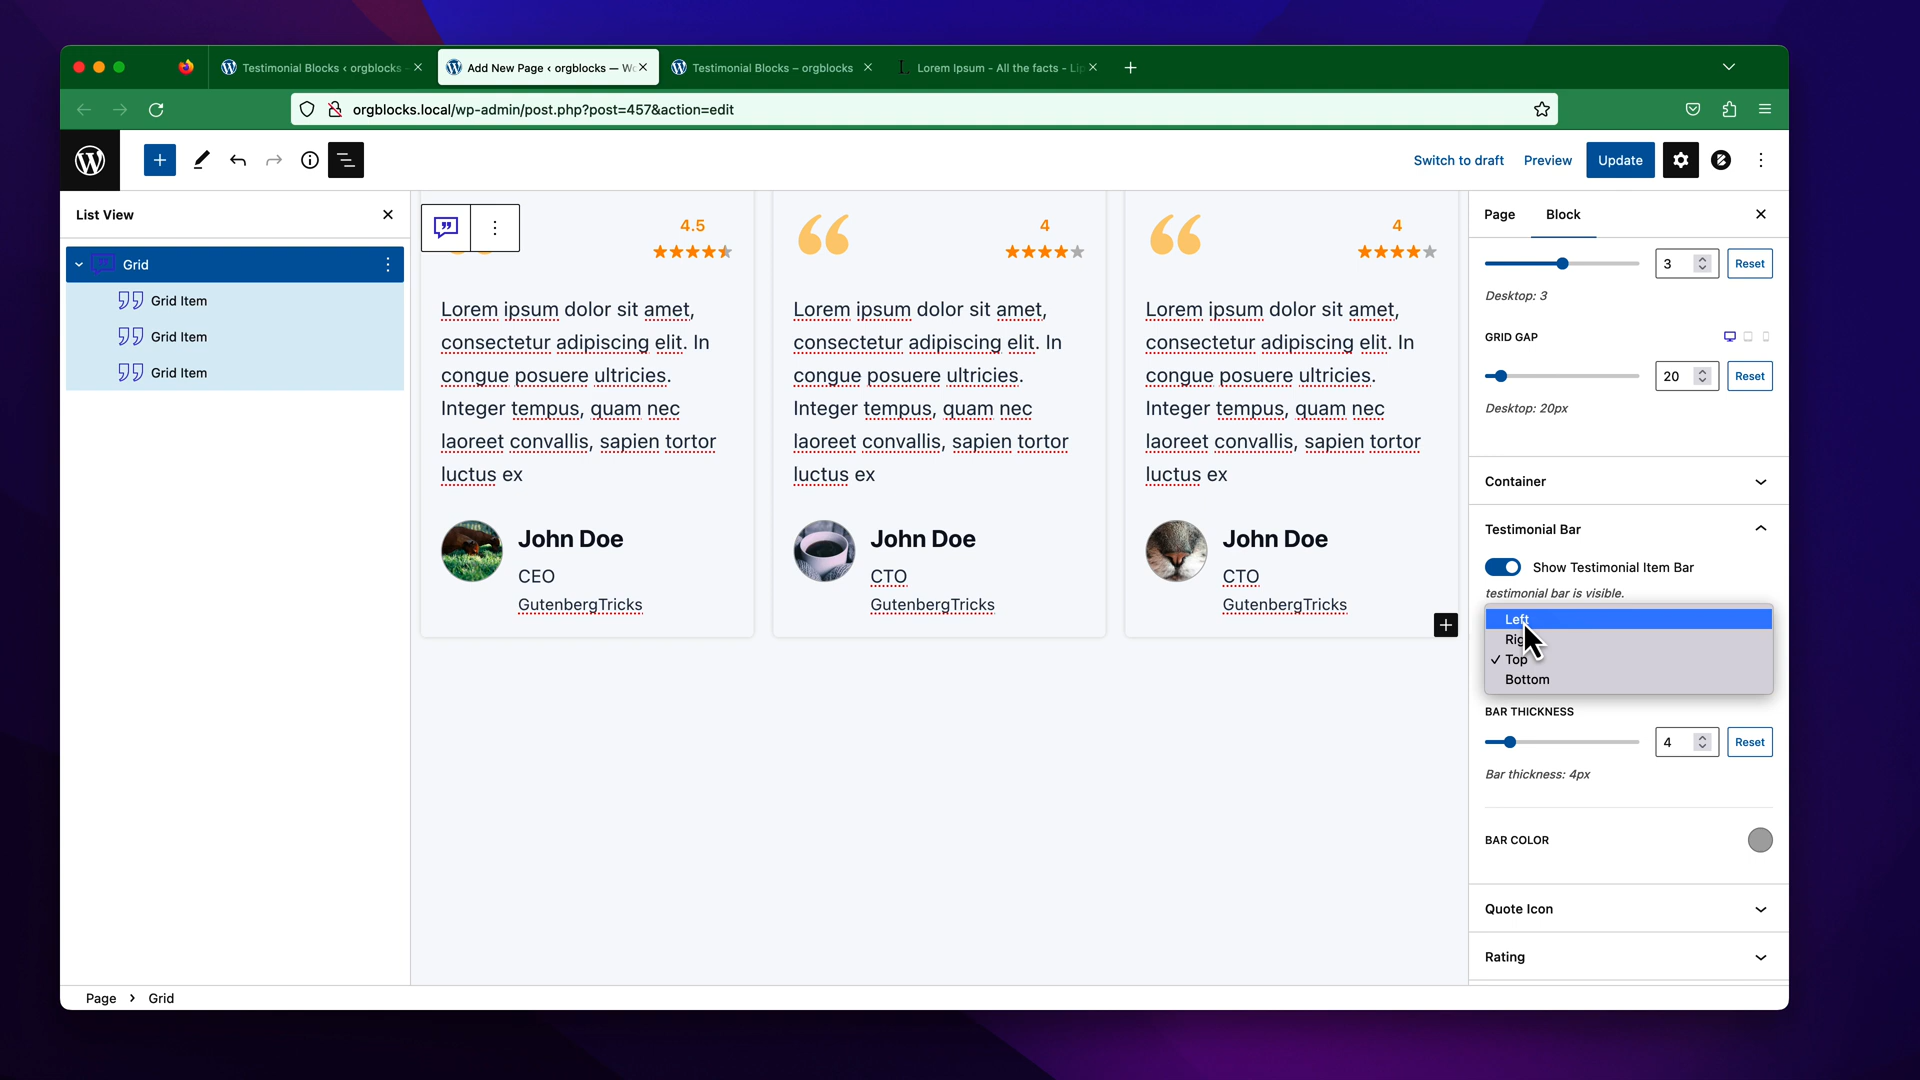 Testimonial Blocks ‹ orgblocks
Add New Page ‹ orgblocks — Wo
Testimonial Blocks – orgblocks
Lorem Ipsum - All the facts - Lip
orgblocks.local/wp-admin/post.php?post=457&action=edit
Switch to draft
Preview
Update
List View
Page
Block
Grid
Grid Item
Grid Item
Grid Item
4.5
Lorem ipsum dolor sit amet,
consectetur adipiscing elit. In
congue posuere ultricies.
Integer tempus, quam nec
laoreet convallis, sapien tortor
luctus ex
John Doe
CEO
GutenbergTricks
4
Lorem ipsum dolor sit amet,
consectetur adipiscing elit. In
congue posuere ultricies.
Integer tempus, quam nec
laoreet convallis, sapien tortor
luctus ex
John Doe
CTO
GutenbergTricks
4
Lorem ipsum dolor sit amet,
consectetur adipiscing elit. In
congue posuere ultricies.
Integer tempus, quam nec
laoreet convallis, sapien tortor
luctus ex
John Doe
CTO
GutenbergTricks
3
Reset
Desktop: 3
GRID GAP
20
Reset
Desktop: 20px
Container
Testimonial Bar
Show Testimonial Item Bar
testimonial bar is visible.
Left
Top
Bottom
BAR THICKNESS
4
Reset
Bar thickness: 4px
BAR COLOR
Quote Icon
Rating
Page › Grid